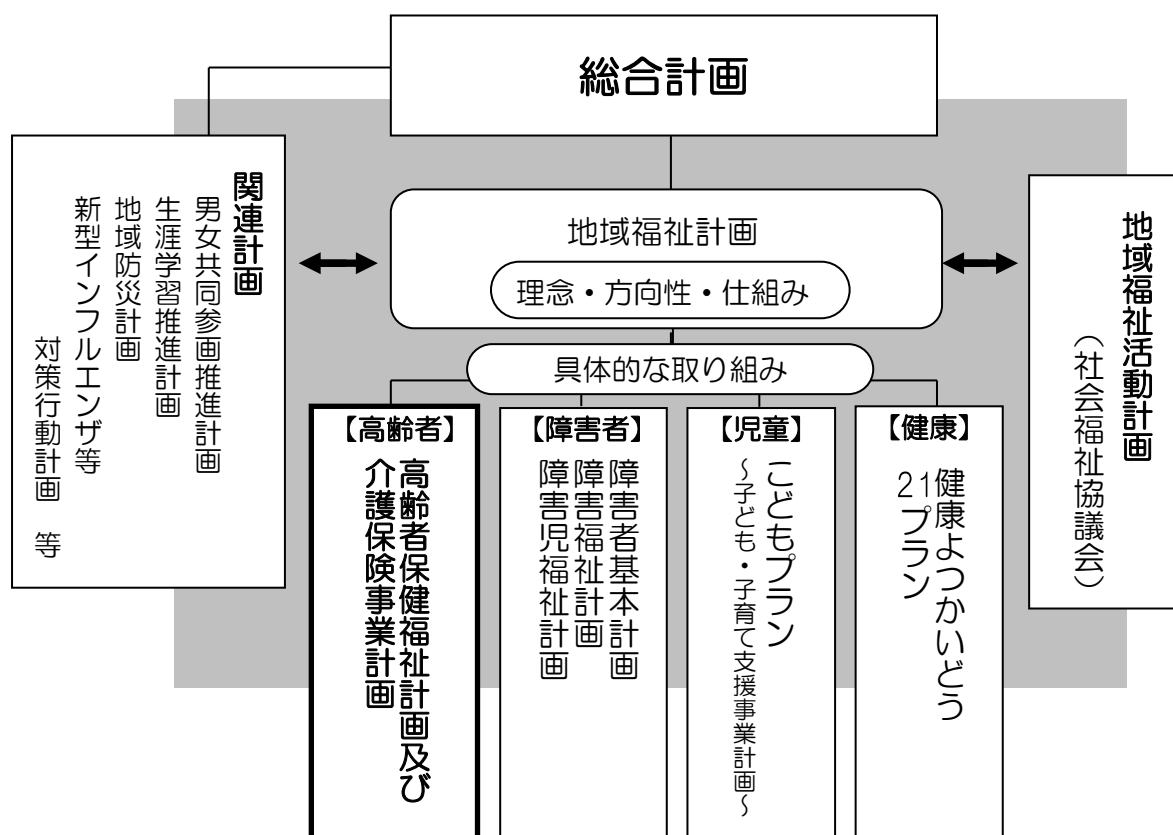 総合計画
関連計画
男女共同参画推進計画
生涯学習推進計画
地域防災計画
新型インフルエンザ等
対策行動計画 等
地域福祉計画
理念・方向性・仕組み
具体的な取り組み
地域福祉活動計画
（社会福祉協議会）
【高齢者】
高齢者保健福祉計画及び
介護保険事業計画
【障害者】
障害者基本計画
障害福祉計画
障害児福祉計画
【児童】
こどもプラン
～子ども・子育て支援事業計画～
【健康】
健康よつかいどう
21プラン